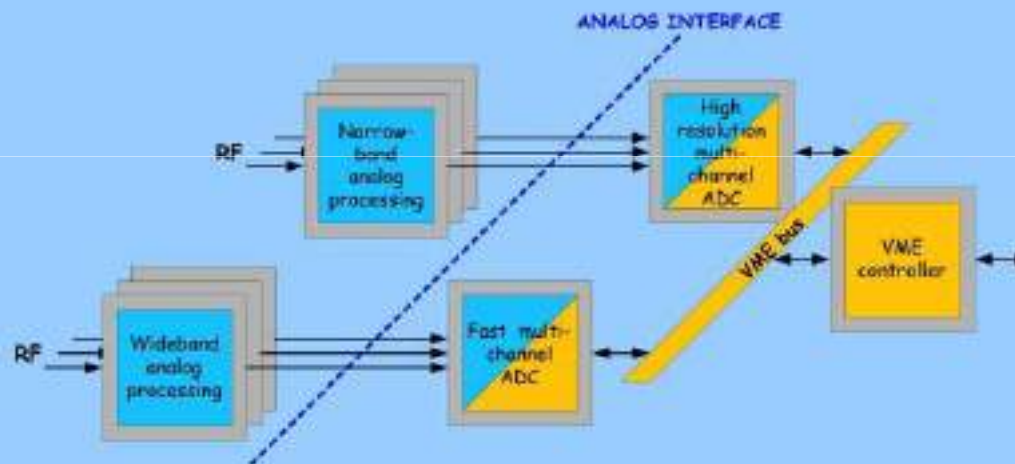 ANALOG INTERFACE
RF
Narrow-
band
analog
processing
High
resolution
multi-
channel
ADC
VME bus
VME
controller
RF
Wideband
analog
processing
Fast multi-
channel
ADC